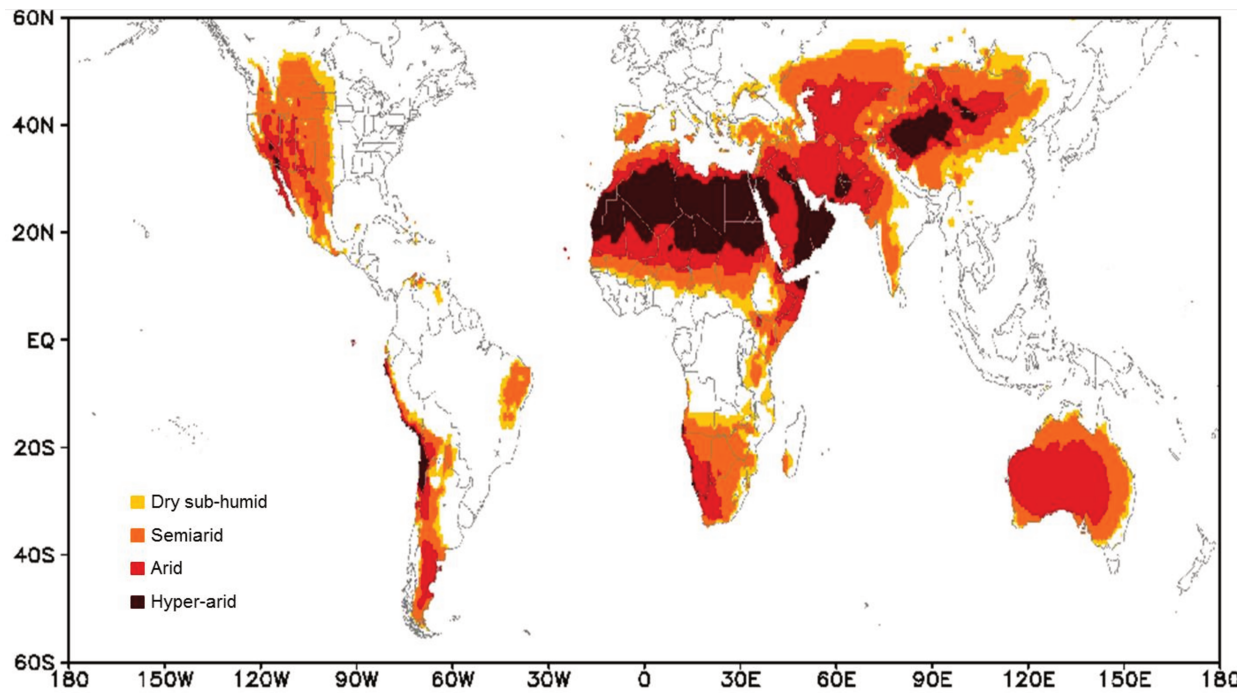 60N
40N
20N
EQ
20S
40S
60S
Dry sub-humid
Semiarid
Arid
Hyper-arid
180 150W 120W 90W 60W 30W 0 30E 60E 90E 120E 150E 180